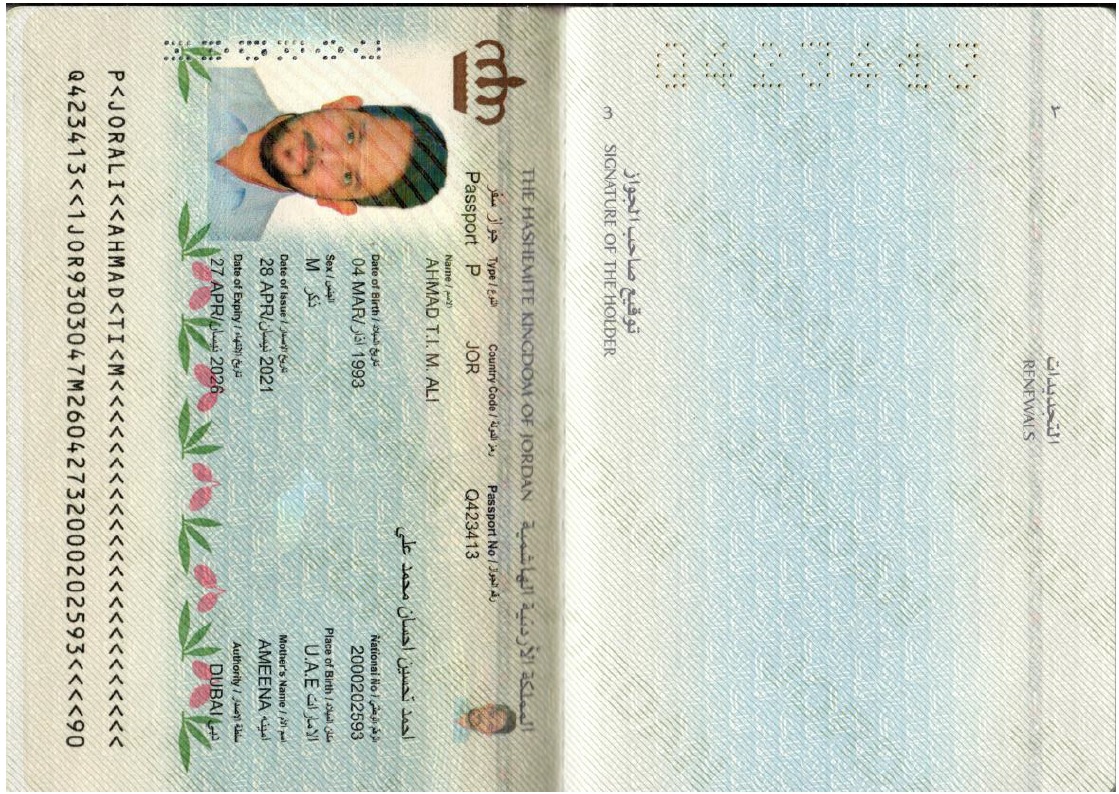 التجديدات
RENEWALS
توقيع صاحب الجواز
SIGNATURE OF THE HOLDER
3
THE HASHEMITE KINGDOM OF JORDAN المملكة الأردنية الهاشمية
جواز سفر Type / النوع Country Code / رمز الدولة Passport No / رقم الجواز
Passport P JOR Q423413
Name / الاسم
AHMAD T.I. M. ALI
احمد تحسين احسان محمد علي
Date of Birth / تاريخ الميلاد National No / الرقم الوطني
04 MAR/ آذار 1993 2000202593
Sex / الجنس Place of Birth / مكان الميلاد
M ذكر U.A.E الامارات
Date of Issue / تاريخ الإصدار Mother's Name / اسم الأم
28 APR/ نيسان 2021 AMEENA امينه
Date of Expiry / تاريخ الانتهاء Authority / سلطة الإصدار
27 APR/ نيسان 2026 DUBAI دبي
P<JORALI<<AHMAD<TI<M<<<<<<<<<<<<<<<<<<<<<<<<
Q423413<<1JOR9303047M26042732000202593<<<<90